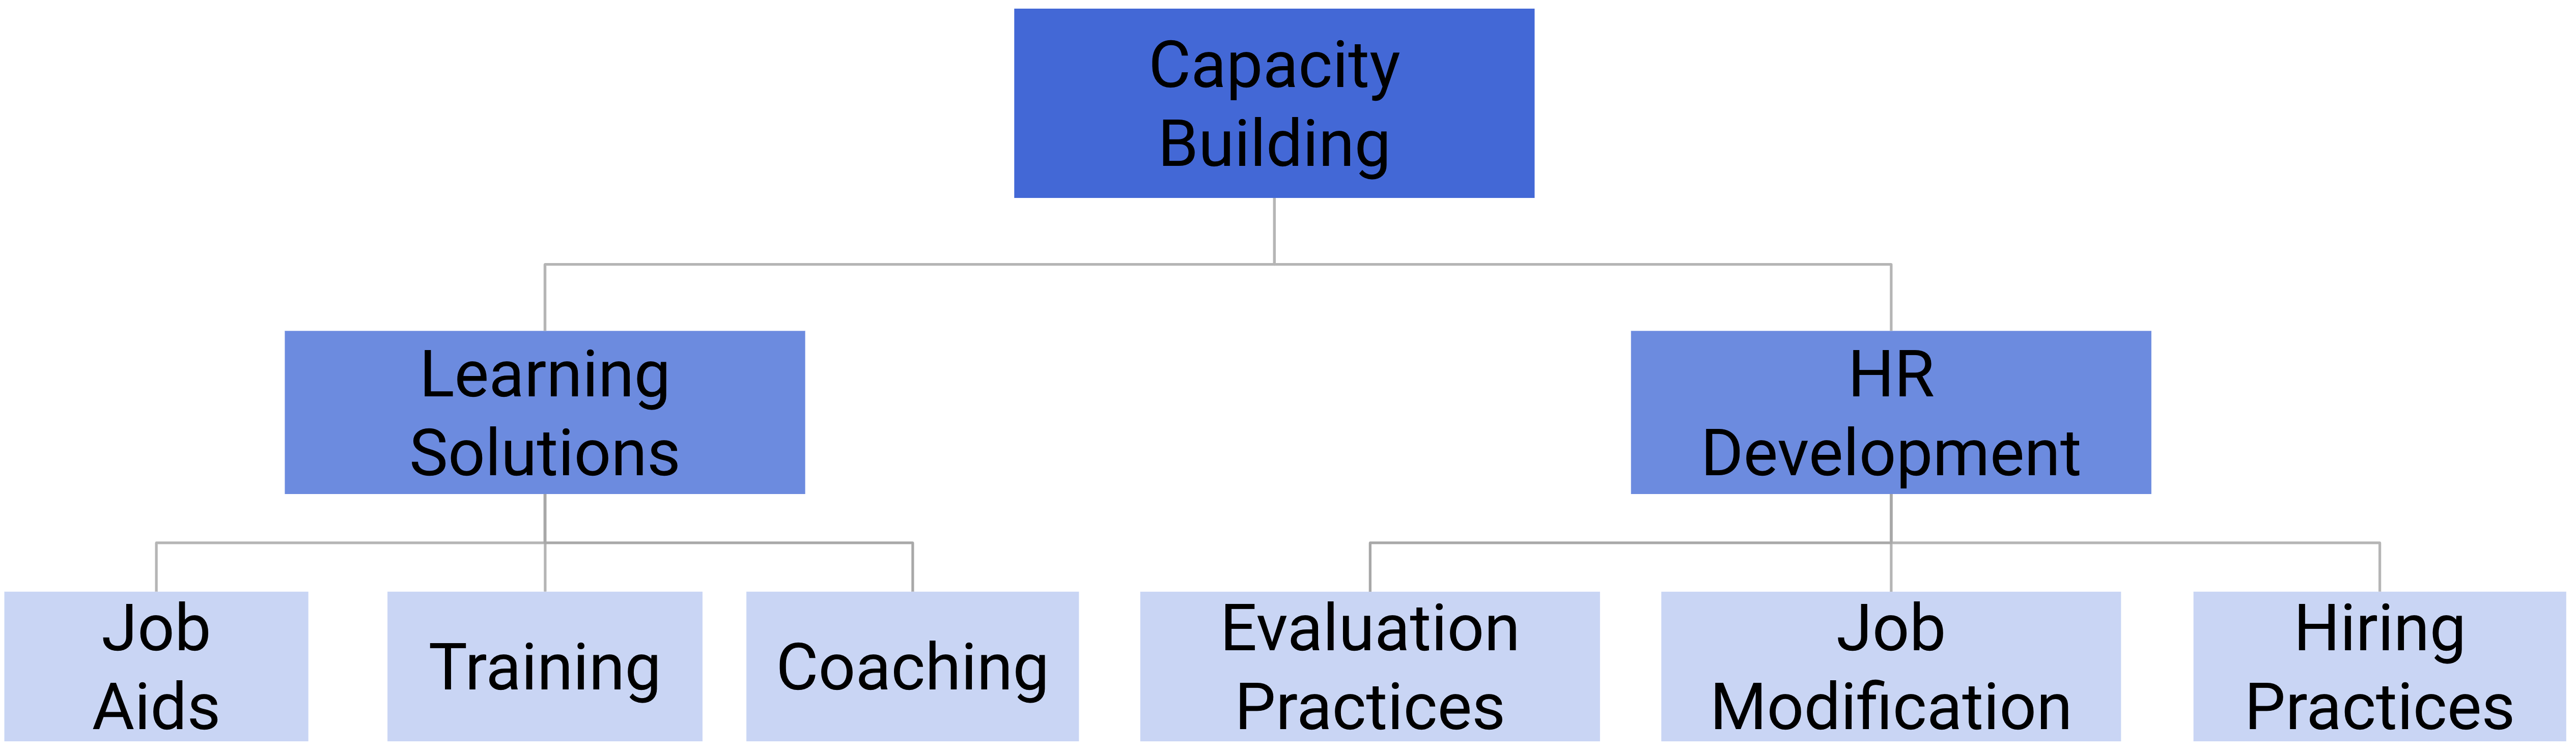 Capacity
Building
Learning
Solutions
HR
Development
Job
Aids
Training
Coaching
Evaluation
Practices
Job
Modification
Hiring
Practices